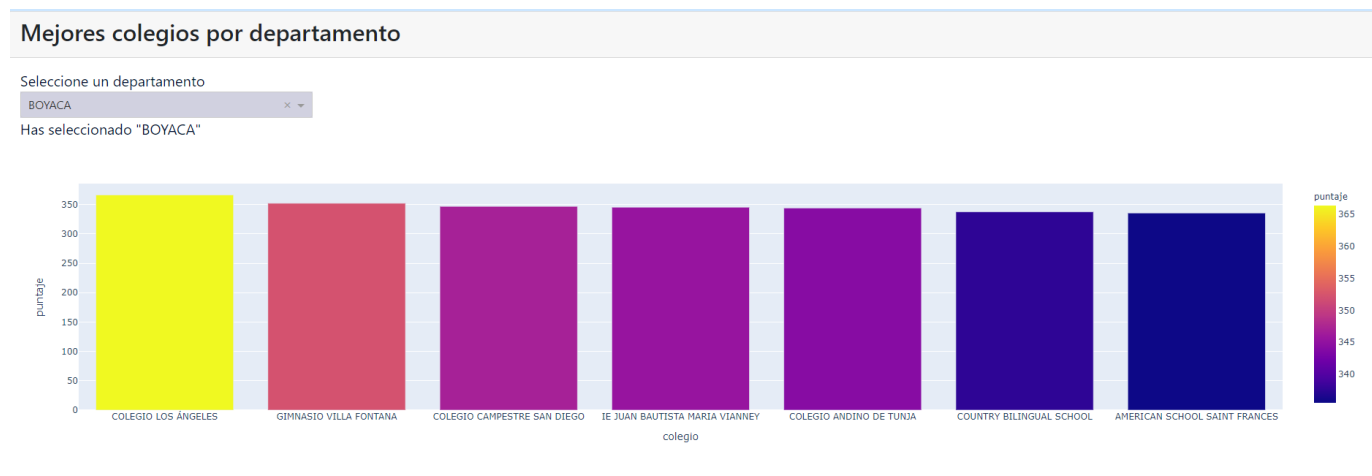 Mejores colegios por departamento
Seleccione un departamento
BOYACA
Has seleccionado "BOYACA"
puntaje
350
300
250
200
150
100
50
0
COLEGIO LOS ÁNGELES GIMNASIO VILLA FONTANA COLEGIO CAMPESTRE SAN DIEGO IE JUAN BAUTISTA MARIA VIANNEY COLEGIO ANDINO DE TUNJA COUNTRY BILINGUAL SCHOOL AMERICAN SCHOOL SAINT FRANCES
colegio
puntaje
365
360
355
350
345
340